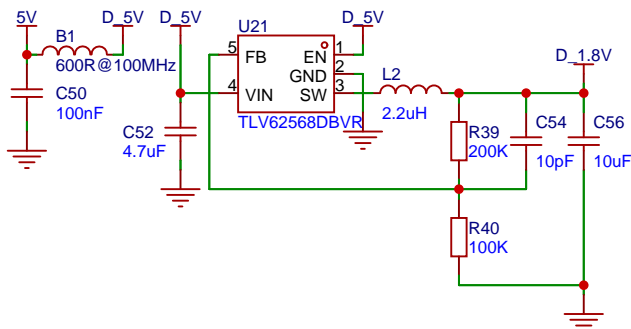 5V
D_5V
D_5V
U21
D_5V
B1
600R@100MHz
5
FB
EN
1
GND
2
4
VIN
SW
3
L2
D_1.8V
C50
100nF
C52
4.7uF
TLV62568DBVR
2.2uH
R39
200K
C54
10pF
C56
10uF
R40
100K